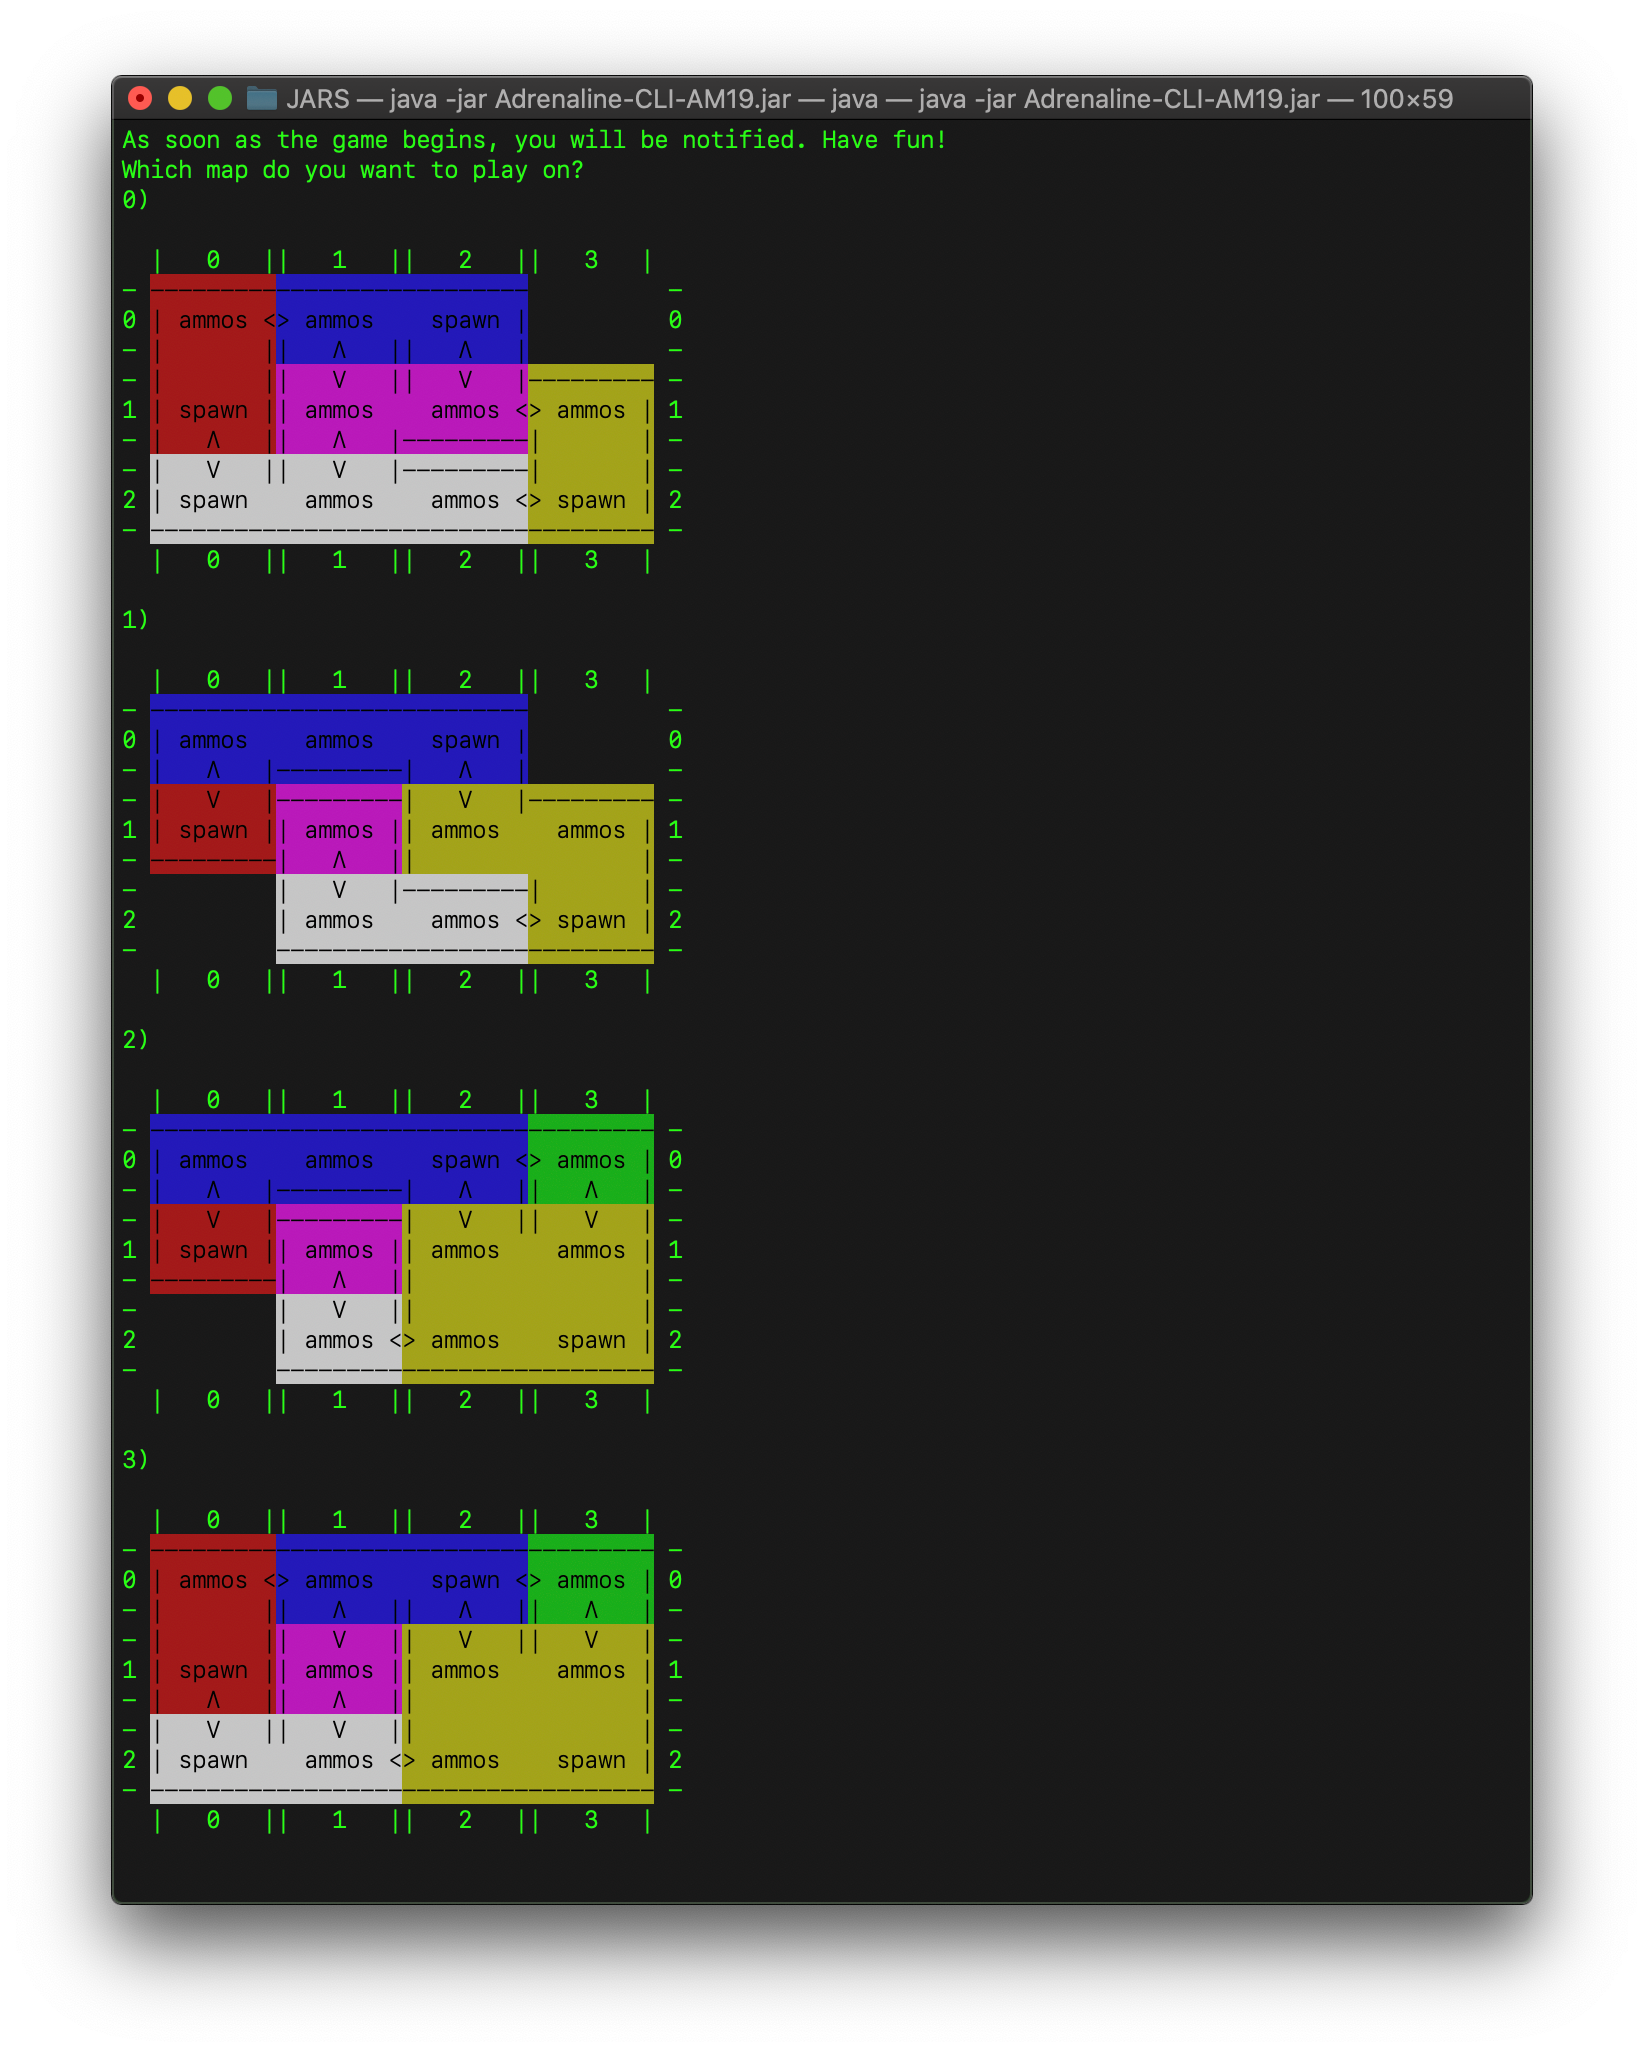 JARS — java -jar Adrenaline-CLI-AM19.jar — java — java -jar Adrenaline-CLI-AM19.jar — 100×59
As soon as the game begins, you will be notified. Have fun!
Which map do you want to play on?
0)
|   0   ||   1   ||   2   ||   3   |
— ——————————————————————————— —
0 | ammos <> ammos    spawn | 0
— |       ||   Λ   ||   Λ   | —
— |       ||   V   ||   V   |————————— —
1 | spawn || ammos    ammos <> ammos | 1
— |   Λ   ||   Λ   |—————————|       | —
— |   V   ||   V   |—————————|       | —
2 | spawn    ammos    ammos <> spawn | 2
— ———————————————————————————————————— —
|   0   ||   1   ||   2   ||   3   |
1)
|   0   ||   1   ||   2   ||   3   |
— ——————————————————————————— —
0 | ammos    ammos    spawn | 0
— |   Λ   |—————————|   Λ   | —
— |   V   |—————————|   V   |————————— —
1 | spawn || ammos || ammos    ammos | 1
— —————————|   Λ   ||                | —
— |   V   |—————————|       | —
2 | ammos    ammos <> spawn | 2
— ——————————————————————————— —
|   0   ||   1   ||   2   ||   3   |
2)
|   0   ||   1   ||   2   ||   3   |
— ———————————————————————————————————— —
0 | ammos    ammos    spawn <> ammos | 0
— |   Λ   |—————————|   Λ   ||   Λ   | —
— |   V   |—————————|   V   ||   V   | —
1 | spawn || ammos || ammos    ammos | 1
— —————————|   Λ   ||                | —
— |   V   ||                | —
2 | ammos <> ammos    spawn | 2
— ——————————————————————————— —
|   0   ||   1   ||   2   ||   3   |
3)
|   0   ||   1   ||   2   ||   3   |
— ———————————————————————————————————— —
0 | ammos <> ammos    spawn <> ammos | 0
— |       ||   Λ   ||   Λ   ||   Λ   | —
— |       ||   V   ||   V   ||   V   | —
1 | spawn || ammos || ammos    ammos | 1
— |   Λ   ||   Λ   ||                | —
— |   V   ||   V   ||                | —
2 | spawn    ammos <> ammos    spawn | 2
— ———————————————————————————————————— —
|   0   ||   1   ||   2   ||   3   |